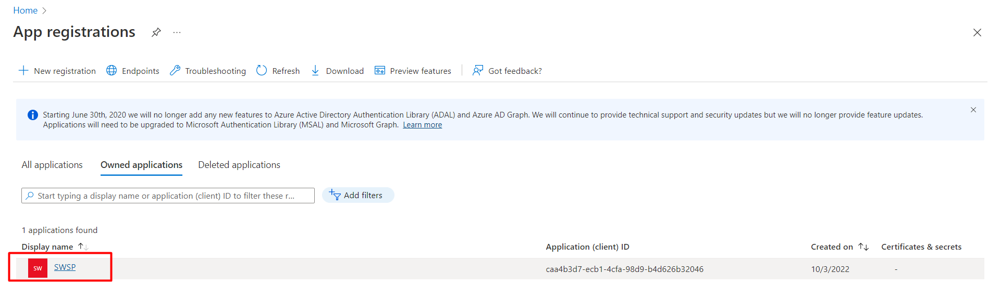 Home
App registrations
New registration Endpoints Troubleshooting Refresh Download Preview features Got feedback?
Starting June 30th, 2020 we will no longer add any new features to Azure Active Directory Authentication Library (ADAL) and Azure AD Graph. We will continue to provide technical support and security updates but we will no longer provide feature updates.
Applications will need to be upgraded to Microsoft Authentication Library (MSAL) and Microsoft Graph. Learn more
All applications Owned applications Deleted applications
Start typing a display name or application (client) ID to filter these r... Add filters
1 applications found
Display name Application (client) ID Created on Certificates & secrets
SW SWSP caa4b3d7-ecb1-4cfa-98d9-b4d626b32046 10/3/2022 -